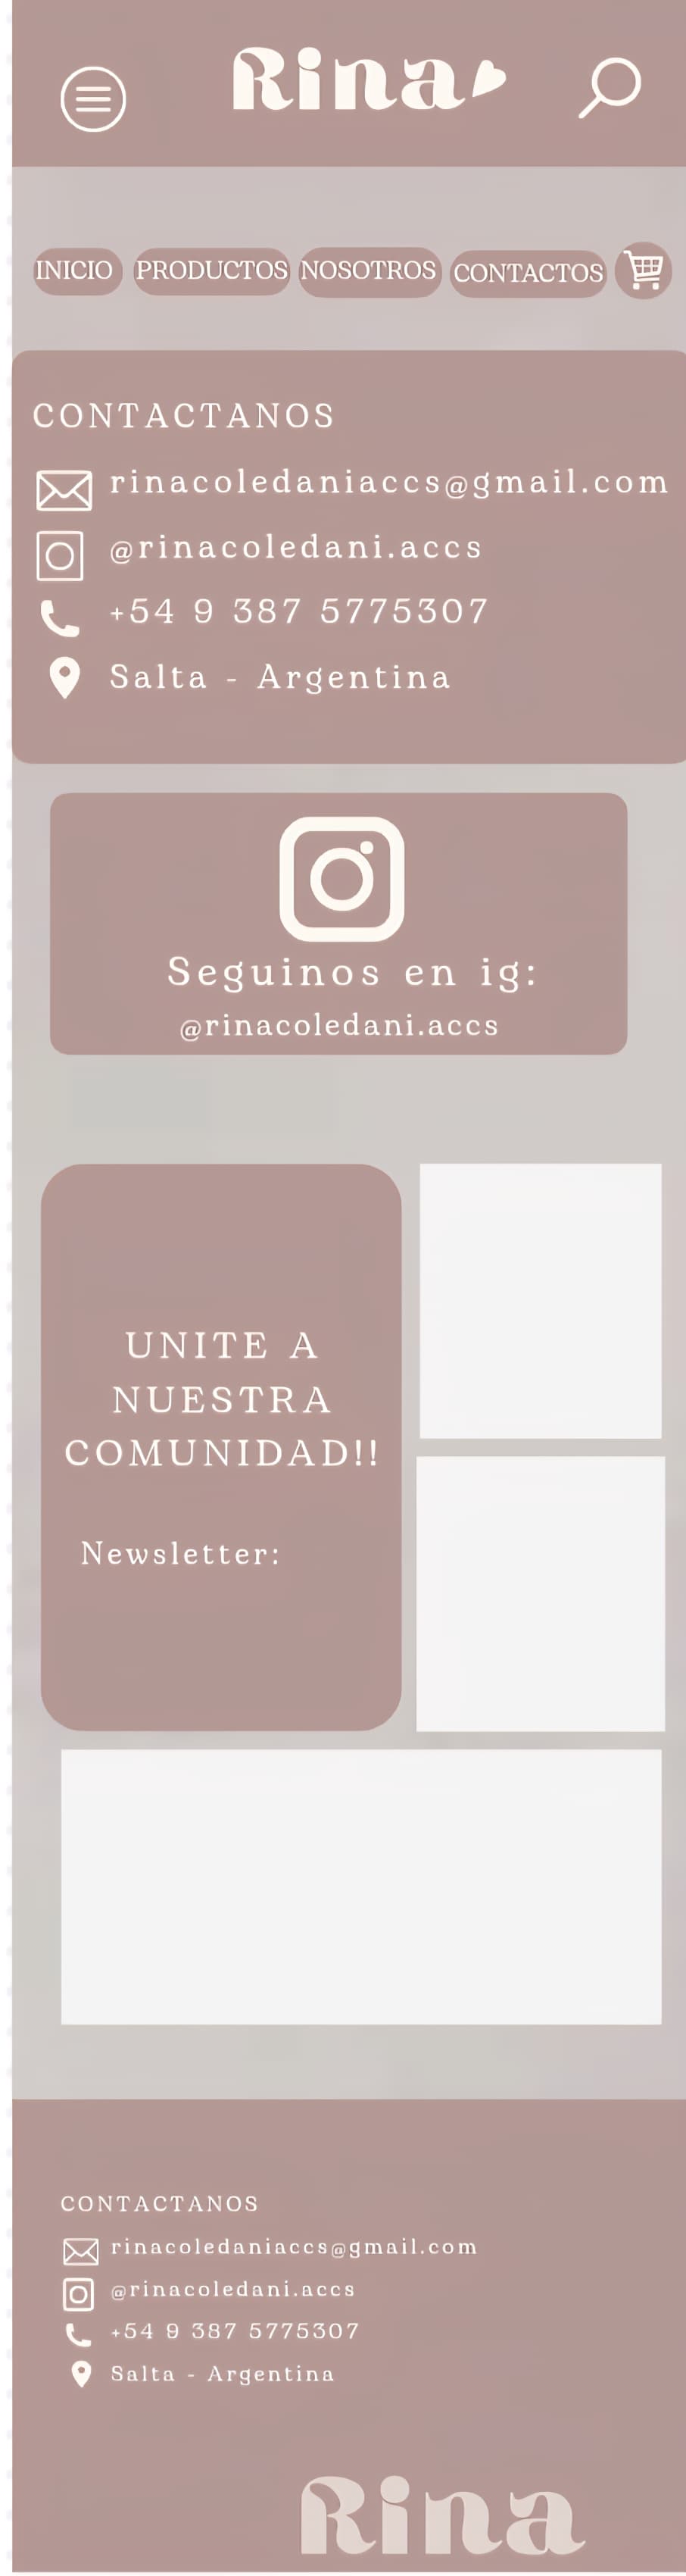 Rina
INICIO PRODUCTOS NOSOTROS CONTACTOS
CONTACTANOS
rinacoledaniaccs@gmail.com
@rinacoledani.accs
+54 9 387 5775307
Salta - Argentina
Seguinos en ig:
@rinacoledani.accs
UNITE A
NUESTRA
COMUNIDAD!!
Newsletter:
CONTACTANOS
rinacoledaniaccs@gmail.com
@rinacoledani.accs
+54 9 387 5775307
Salta - Argentina
Rina